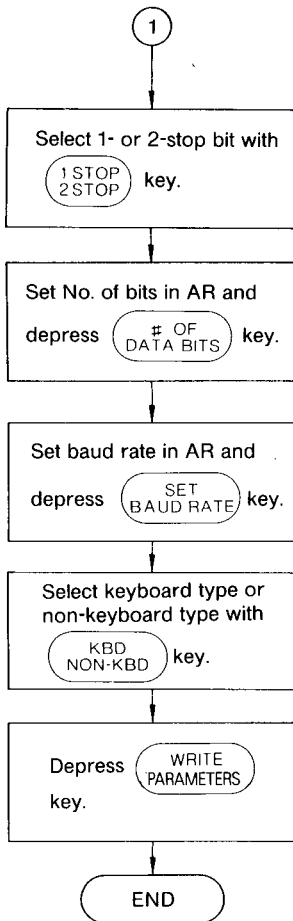 1
Select 1- or 2-stop bit with
1 STOP
2 STOP
key.
Set No. of bits in AR and
depress # OF
DATA BITS
key.
Set baud rate in AR and
depress SET
BAUD RATE
key.
Select keyboard type or
non-keyboard type with
KBD
NON-KBD
key.
Depress WRITE
PARAMETERS
key.
END